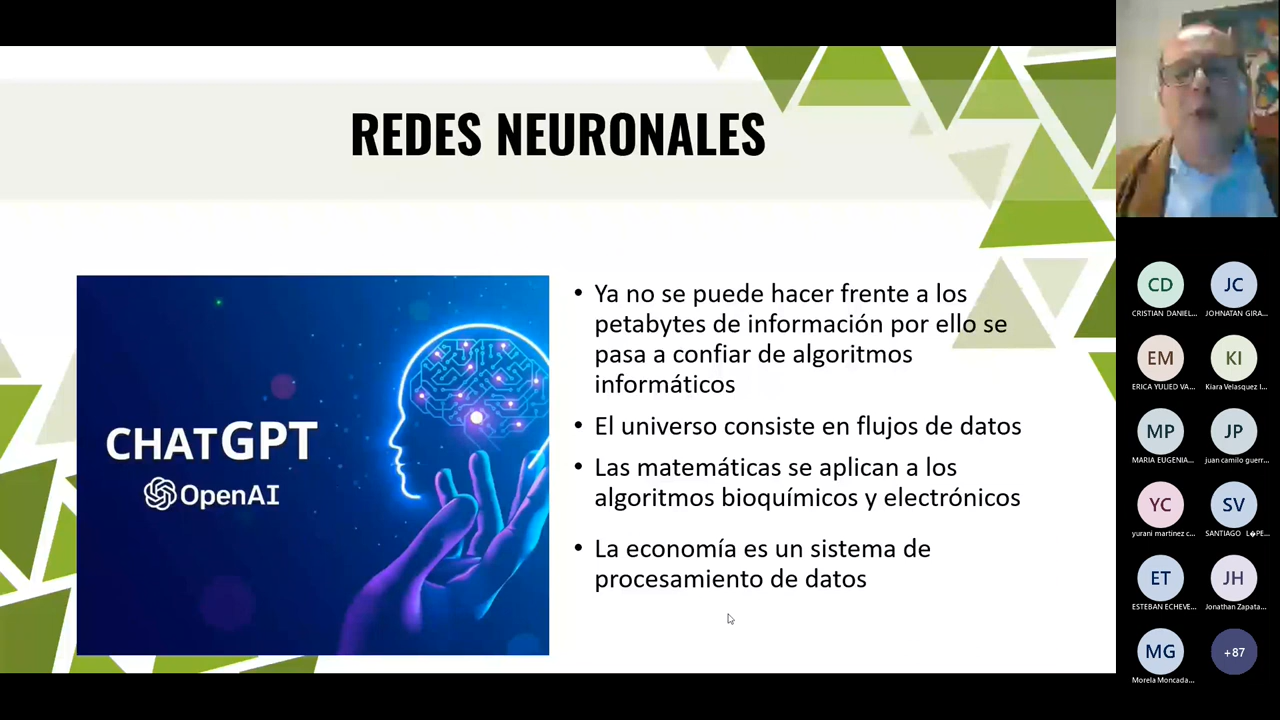 REDES NEURONALES
CHATGPT
OpenAI
• Ya no se puede hacer frente a los
petabytes de información por ello se
pasa a confiar de algoritmos
informáticos
• El universo consiste en flujos de datos
• Las matemáticas se aplican a los
algoritmos bioquímicos y electrónicos
• La economía es un sistema de
procesamiento de datos
CD JC
CRISTIAN DANIEL... JOHNATAN GIRA...
EM KI
ERICA YULIED VA... Kiara Velasquez I...
MP JP
MARIA EUGENIA... juan camilo guerr...
YC SV
yurani martinez c... SANTIAGO L�PE...
ET JH
ESTEBAN ECHEVE... Jonathan Zapata...
MG +87
Morela Moncada...